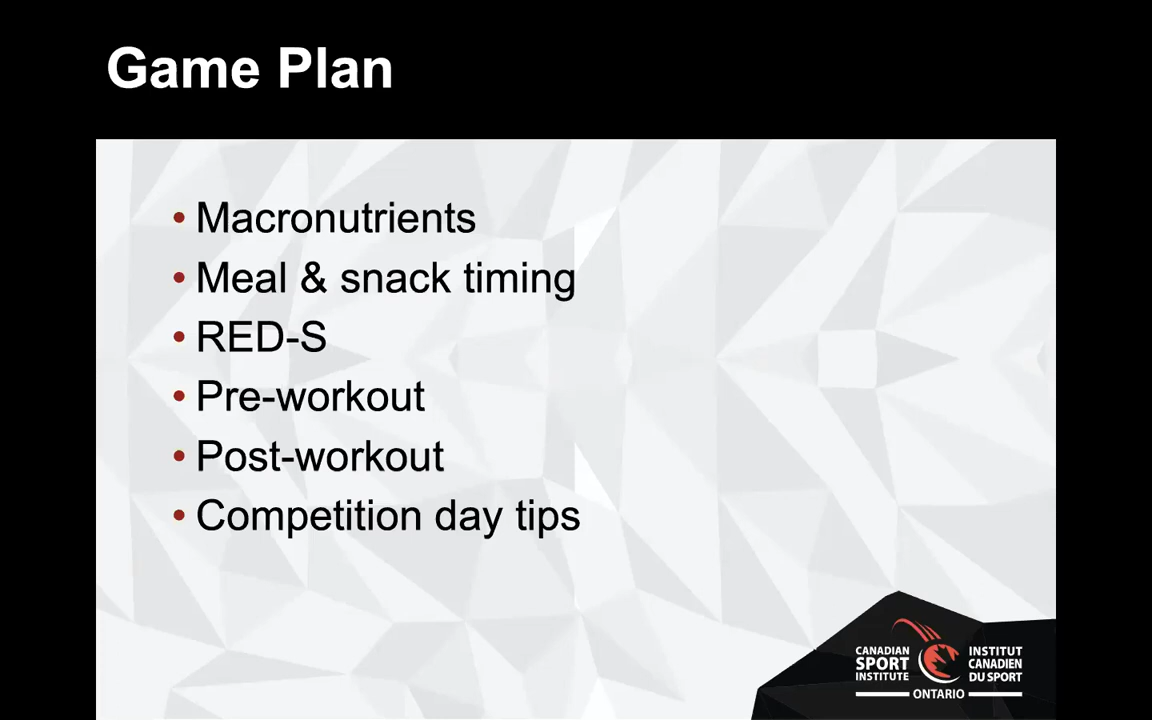 Game Plan
• Macronutrients
• Meal & snack timing
• RED-S
• Pre-workout
• Post-workout
• Competition day tips
CANADIAN
SPORT
INSTITUTE
INSTITUT
CANADIEN
DU SPORT
ONTARIO